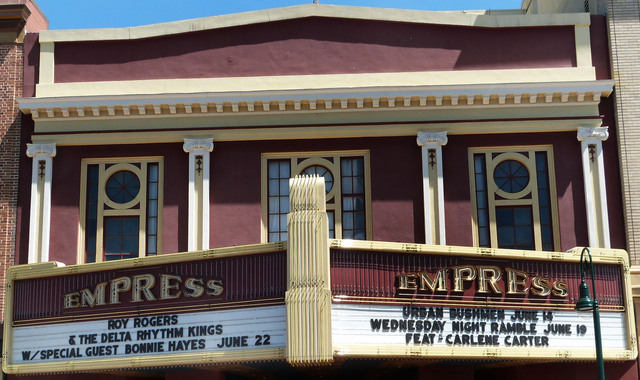 EMPRESS
ROY ROGERS
& THE DELTA RHYTHM KINGS
W/SPECIAL GUEST BONNIE HAYES JUNE 22
EMPRESS
URBAN BUSHMEN JUNE 14
WEDNESDAY NIGHT RAMBLE JUNE 19
FEAT - CARLENE CARTER